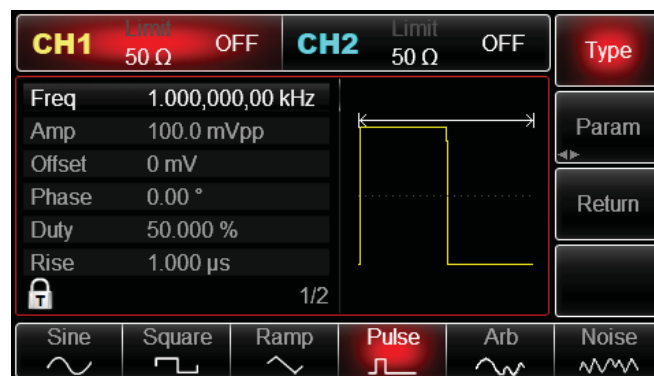 CH1 Limit 50 Ω OFF CH2 Limit 50 Ω OFF Type
Freq 1.000,000,00 kHz
Amp 100.0 mVpp Param
Offset 0 mV
Phase 0.00 ° Return
Duty 50.000 %
Rise 1.000 µs
T 1/2
Sine Square Ramp Pulse Arb Noise